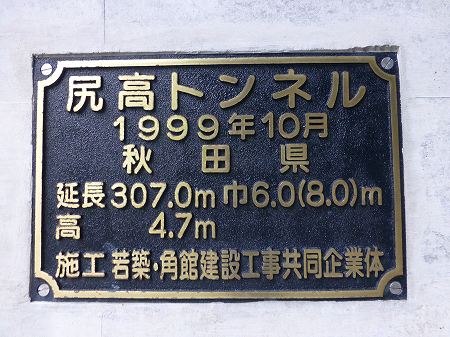 尻高トンネル
1999年10月
秋田県
延長307.0m 巾6.0(8.0)m
高 4.7m
施工 若築・角館建設工事共同企業体